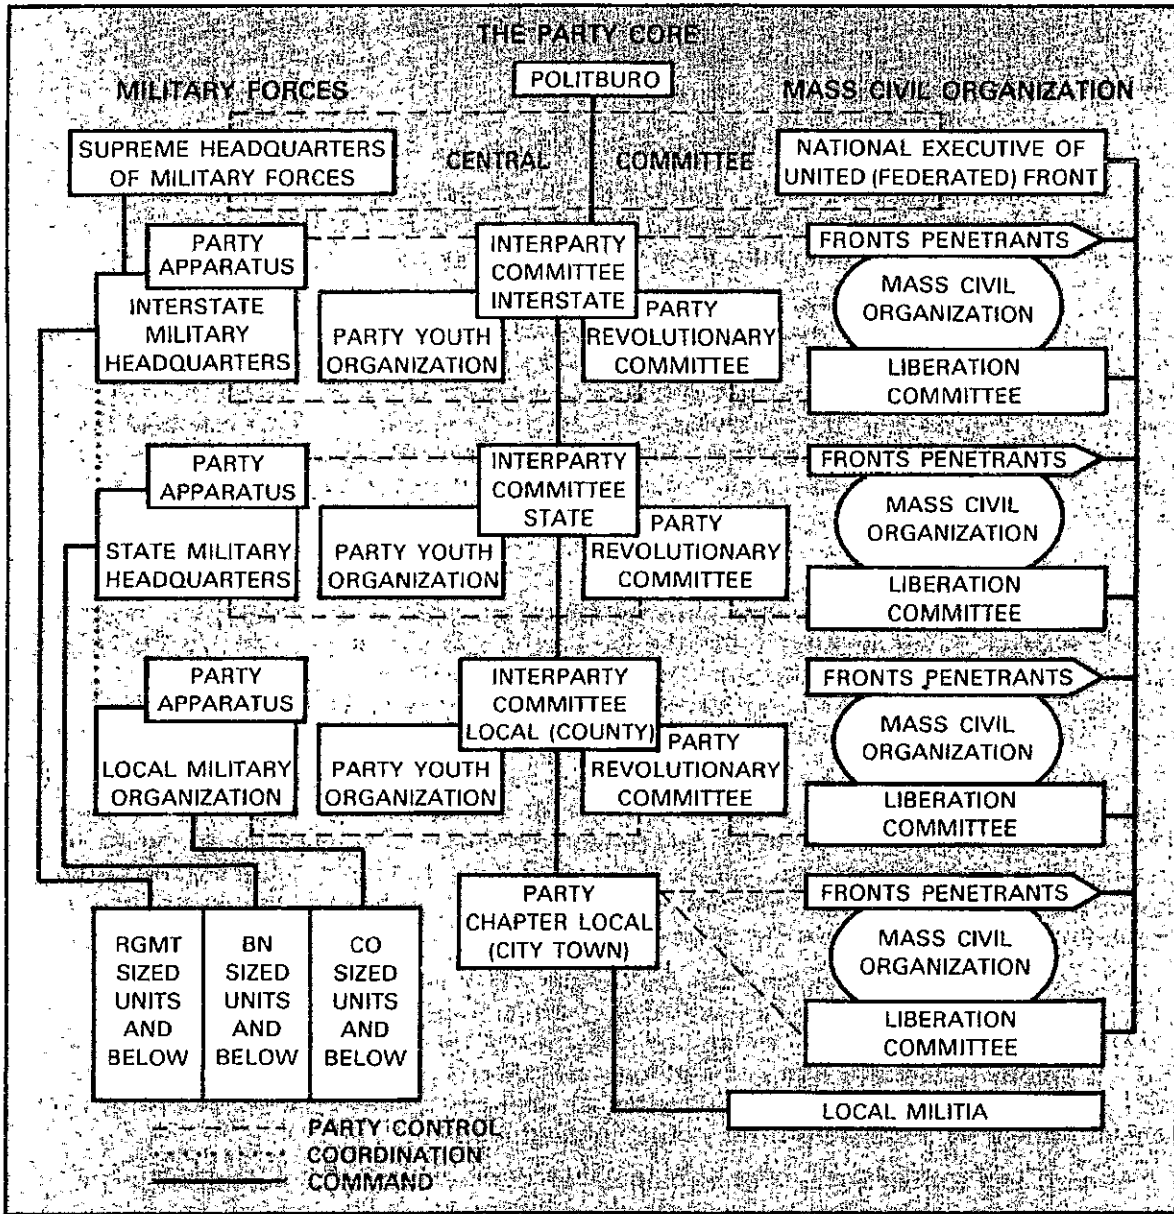 THE PARTY CORE
POLITBURO
MILITARY FORCES
MASS CIVIL ORGANIZATION
SUPREME HEADQUARTERS
OF MILITARY FORCES
CENTRAL COMMITTEE
NATIONAL EXECUTIVE OF
UNITED (FEDERATED) FRONT
PARTY
APPARATUS
INTERSTATE
MILITARY
HEADQUARTERS
INTERPARTY
COMMITTEE
INTERSTATE
PARTY YOUTH
ORGANIZATION
PARTY
REVOLUTIONARY
COMMITTEE
FRONTS PENETRANTS
MASS CIVIL
ORGANIZATION
LIBERATION
COMMITTEE
PARTY
APPARATUS
STATE MILITARY
HEADQUARTERS
INTERPARTY
COMMITTEE
STATE
PARTY YOUTH
ORGANIZATION
PARTY
REVOLUTIONARY
COMMITTEE
FRONTS PENETRANTS
MASS CIVIL
ORGANIZATION
LIBERATION
COMMITTEE
PARTY
APPARATUS
LOCAL MILITARY
ORGANIZATION
INTERPARTY
COMMITTEE
LOCAL (COUNTY)
PARTY YOUTH
ORGANIZATION
PARTY
REVOLUTIONARY
COMMITTEE
FRONTS PENETRANTS
MASS CIVIL
ORGANIZATION
LIBERATION
COMMITTEE
RGMT
SIZED
UNITS
AND
BELOW
BN
SIZED
UNITS
AND
BELOW
CO
SIZED
UNITS
AND
BELOW
PARTY
CHAPTER LOCAL
(CITY TOWN)
FRONTS PENETRANTS
MASS CIVIL
ORGANIZATION
LIBERATION
COMMITTEE
LOCAL MILITIA
PARTY CONTROL
COORDINATION
COMMAND